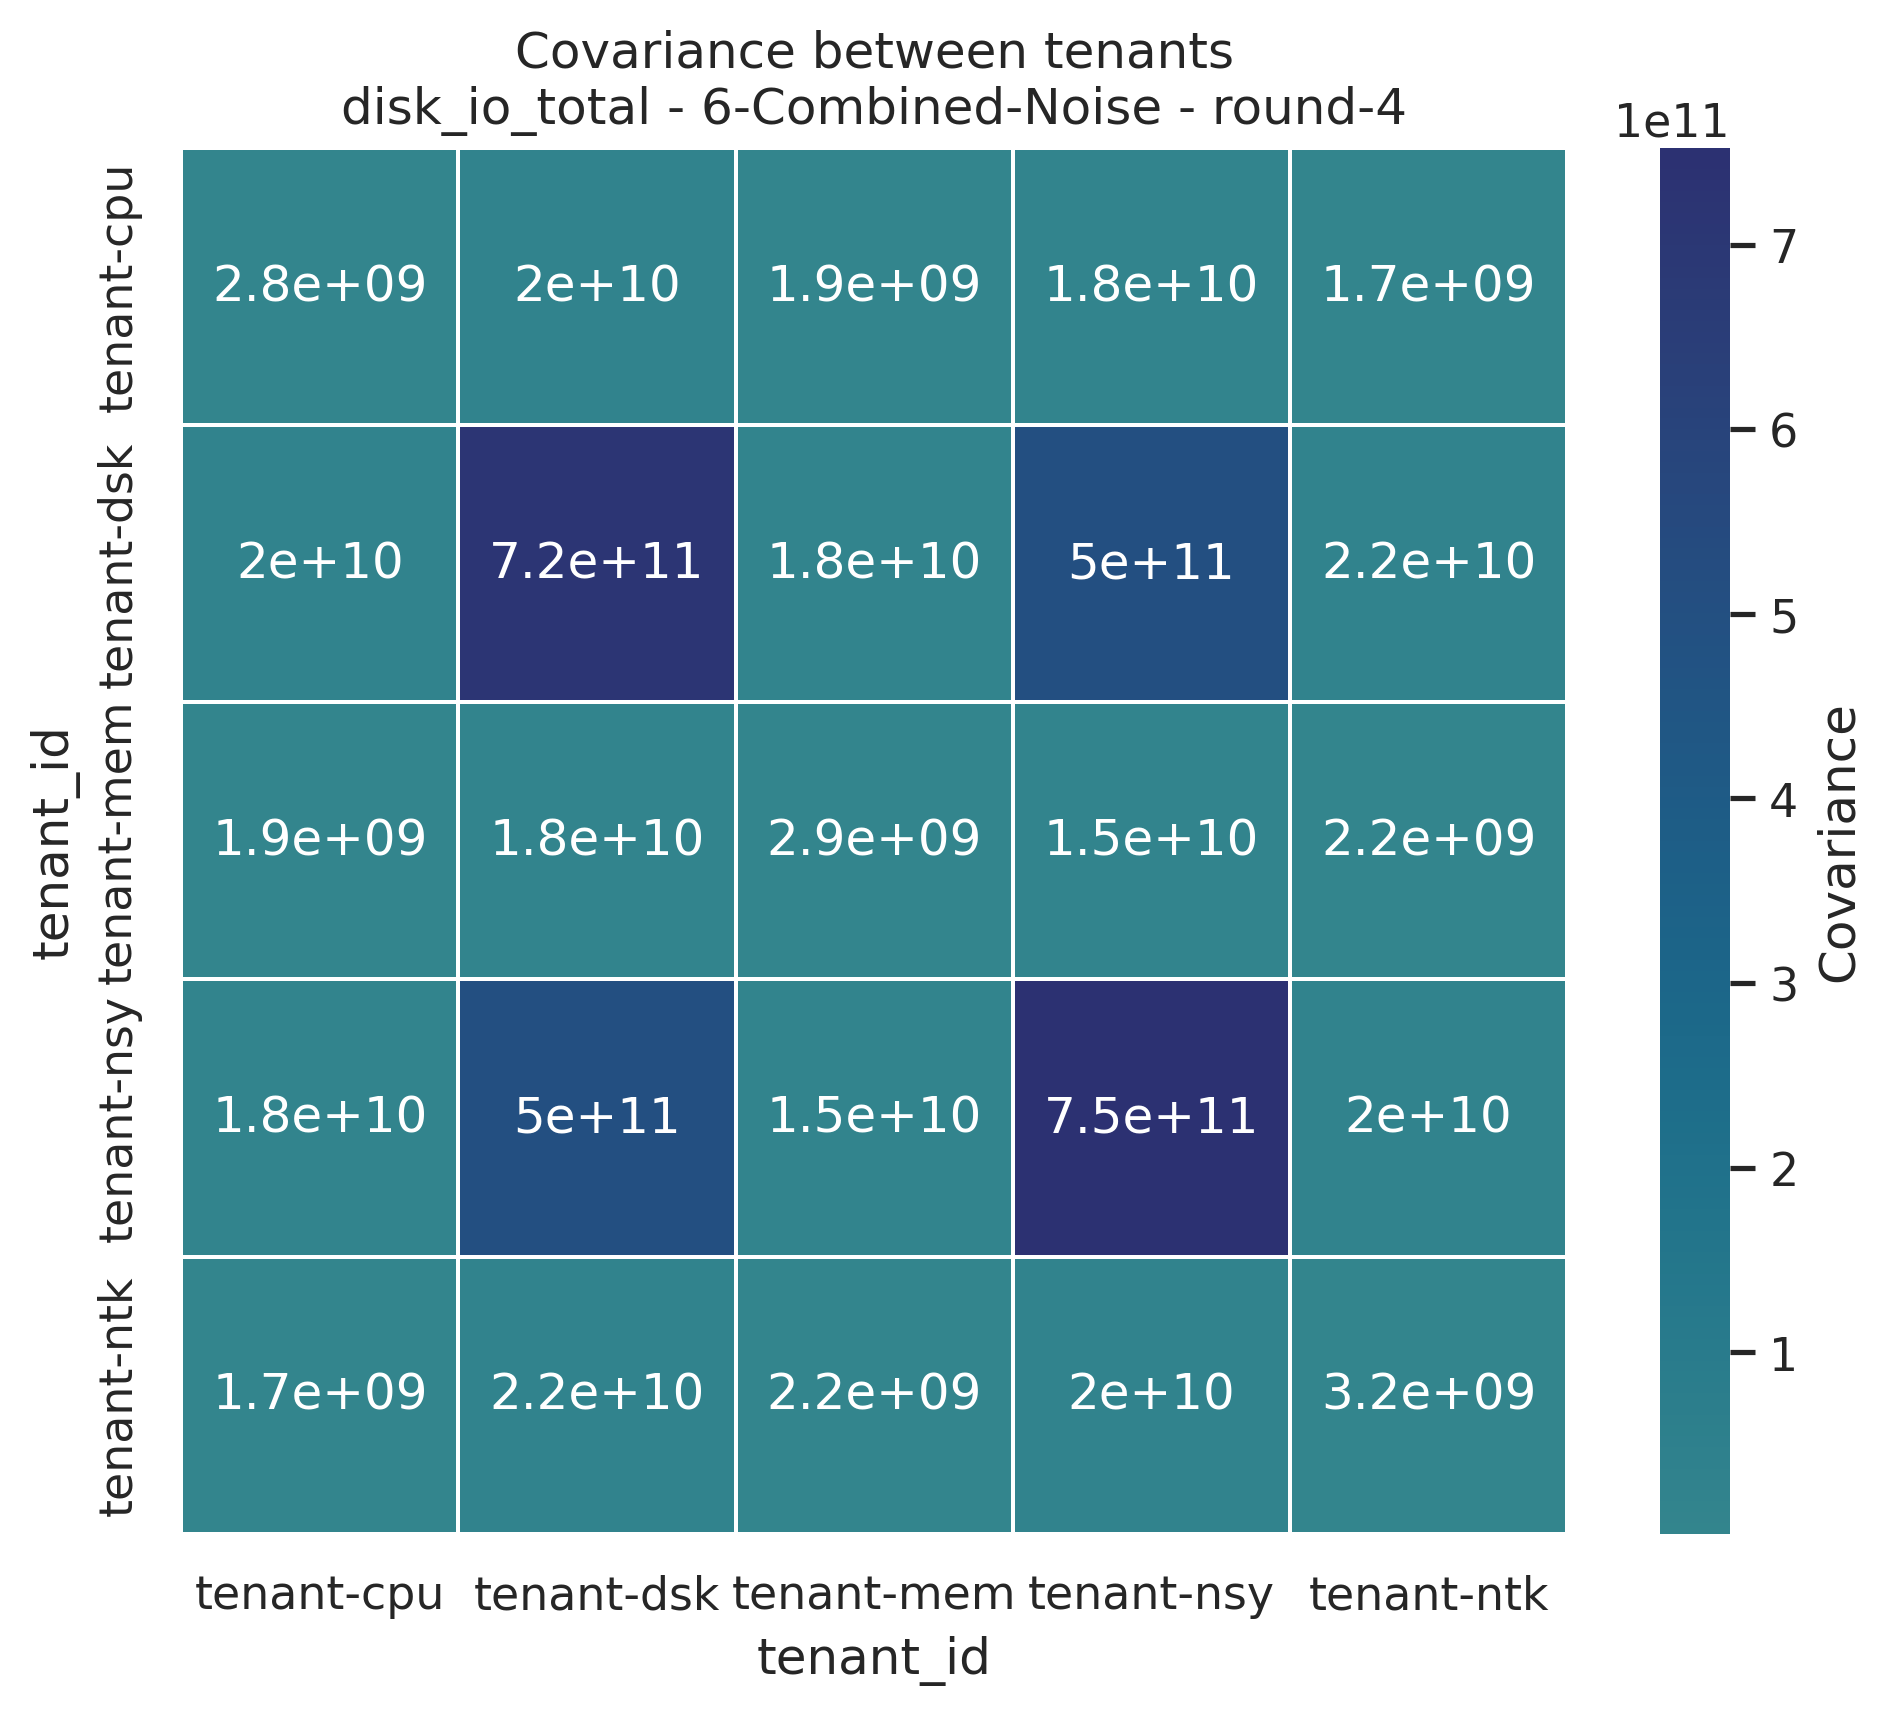 Covariance between tenants
disk_io_total - 6-Combined-Noise - round-4
1e11
tenant-cpu
2.8e+09 2e+10 1.9e+09 1.8e+10 1.7e+09
tenant-dsk
2e+10 7.2e+11 1.8e+10 5e+11 2.2e+10
tenant-mem
1.9e+09 1.8e+10 2.9e+09 1.5e+10 2.2e+09
tenant-nsy
1.8e+10 5e+11 1.5e+10 7.5e+11 2e+10
tenant-ntk
1.7e+09 2.2e+10 2.2e+09 2e+10 3.2e+09
tenant_id
tenant-cpu tenant-dsk tenant-mem tenant-nsy tenant-ntk
tenant_id
7
6
5
4
3
2
1
Covariance